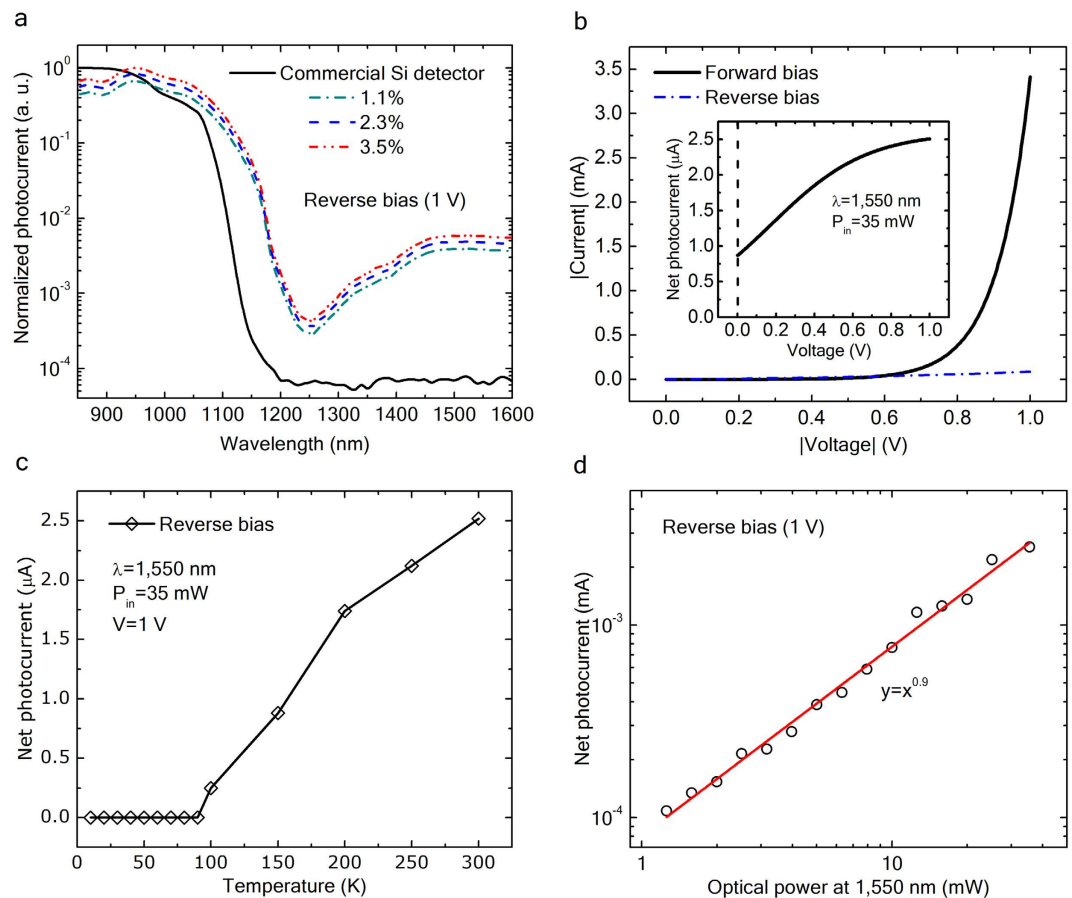 a
Normalized photocurrent (a. u.)
10^0
10^-1
10^-2
10^-3
10^-4
Commercial Si detector
1.1%
2.3%
3.5%
Reverse bias (1 V)
900 1000 1100 1200 1300 1400 1500 1600
Wavelength (nm)
b
|Current| (mA)
3.5
3.0
2.5
2.0
1.5
1.0
0.5
0.0
Forward bias
Reverse bias
Net photocurrent (μA)
2.5
2.0
1.5
1.0
0.5
0.0
λ=1,550 nm
P_in=35 mW
0.0 0.2 0.4 0.6 0.8 1.0
Voltage (V)
0.0 0.2 0.4 0.6 0.8 1.0
|Voltage| (V)
c
Net photocurrent (μA)
2.5
2.0
1.5
1.0
0.5
0.0
Reverse bias
λ=1,550 nm
P_in=35 mW
V=1 V
0 50 100 150 200 250 300
Temperature (K)
d
Net photocurrent (mA)
10^-3
10^-4
Reverse bias (1 V)
y=x^0.9
1 10
Optical power at 1,550 nm (mW)